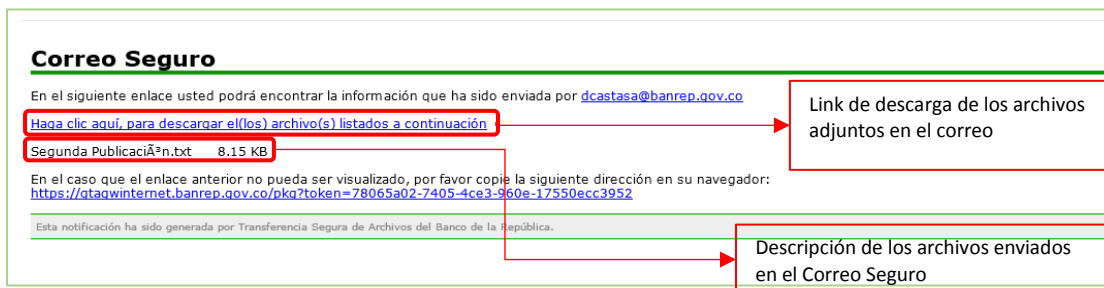 Correo Seguro
En el siguiente enlace usted podrá encontrar la información que ha sido enviada por dcastasa@banrep.gov.co
Haga clic aquí, para descargar el(los) archivo(s) listados a continuación
Link de descarga de los archivos
adjuntos en el correo
Segunda PublicaciÃ³n.txt 8.15 KB
En el caso que el enlace anterior no pueda ser visualizado, por favor copie la siguiente dirección en su navegador:
https://gtagwinternet.banrep.gov.co/pkg?token=78065a02-7405-4ce3-960e-17550ecc3952
Esta notificación ha sido generada por Transferencia Segura de Archivos del Banco de la República.
Descripción de los archivos enviados
en el Correo Seguro